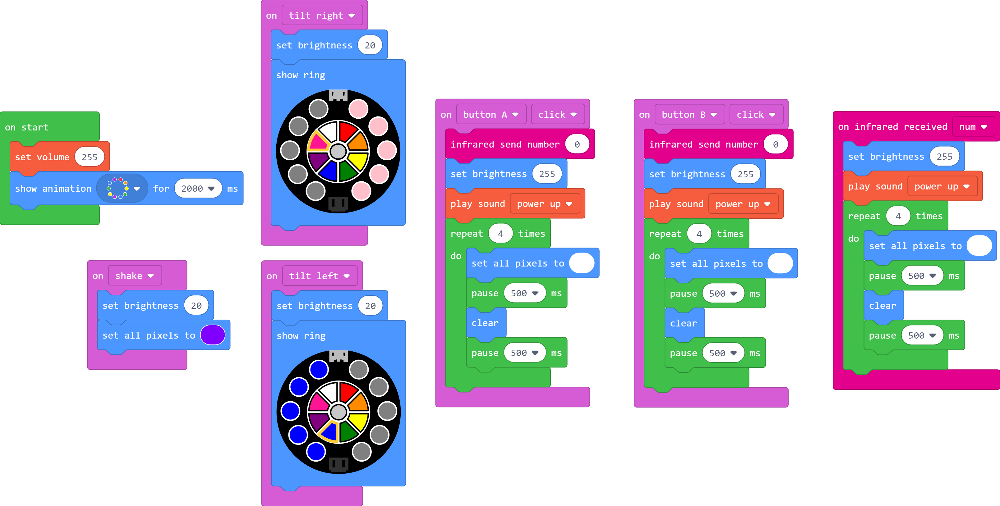 on start
set volume 255
show animation for 2000 ms
on shake
set brightness 20
set all pixels to
on tilt right
set brightness 20
show ring
on tilt left
set brightness 20
show ring
on button A click
infrared send number 0
set brightness 255
play sound power up
repeat 4 times
do
set all pixels to
pause 500 ms
clear
pause 500 ms
on button B click
infrared send number 0
set brightness 255
play sound power up
repeat 4 times
do
set all pixels to
pause 500 ms
clear
pause 500 ms
on infrared received num
set brightness 255
play sound power up
repeat 4 times
do
set all pixels to
pause 500 ms
clear
pause 500 ms